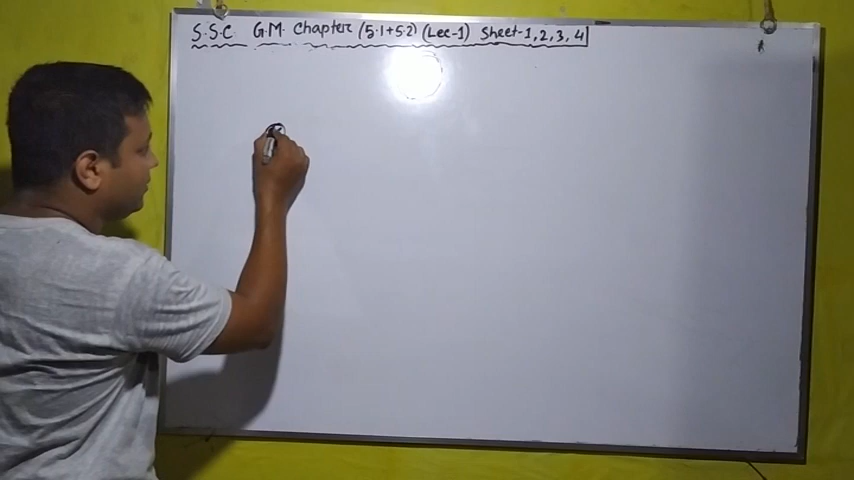 S.S.C G.M. Chapter (5.1+5.2) (Lec-1) Sheet-1,2,3,4